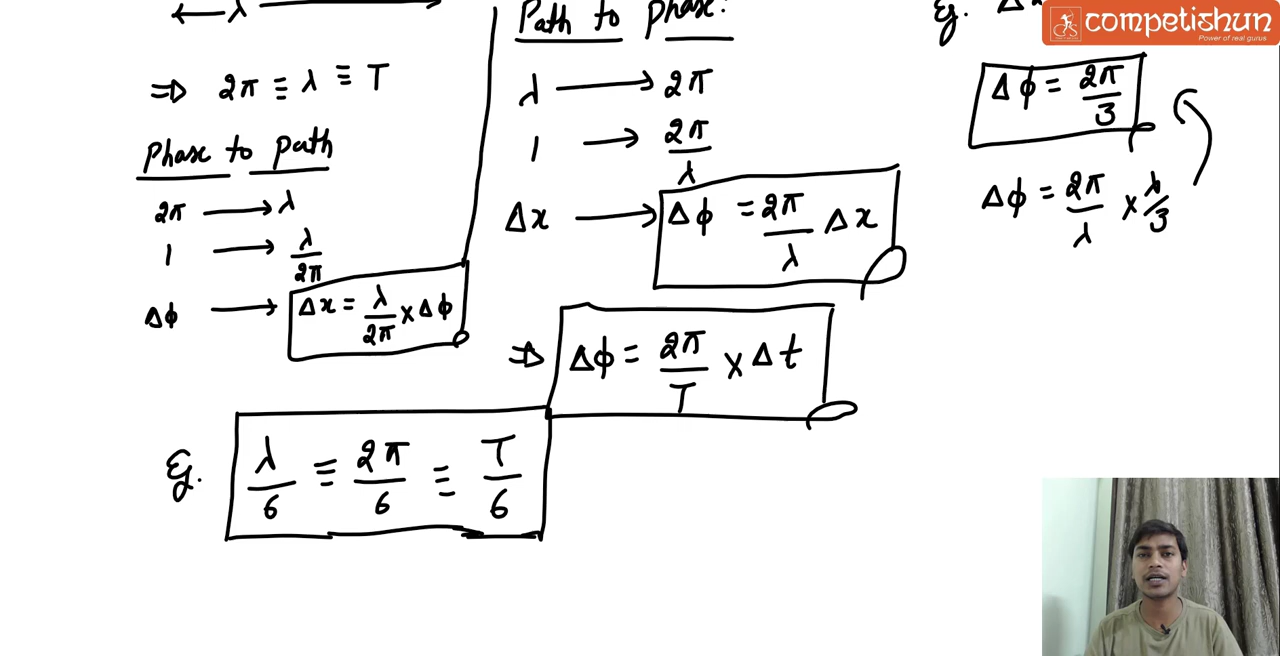 λ
⇒ 2π ≡ λ ≡ T
Phase to path
2π → λ
1 → λ/2π
Δφ → Δx = λ/2π × Δφ
Path to Phase:
λ → 2π
1 → 2π/λ
Δx → Δφ = 2π/λ Δx
⇒ Δφ = 2π/T × Δt
Eg. λ/6 ≡ 2π/6 ≡ T/6
Eg.
Δφ = 2π/3
Δφ = 2π/λ × λ/3
competishun
Power of real gurus